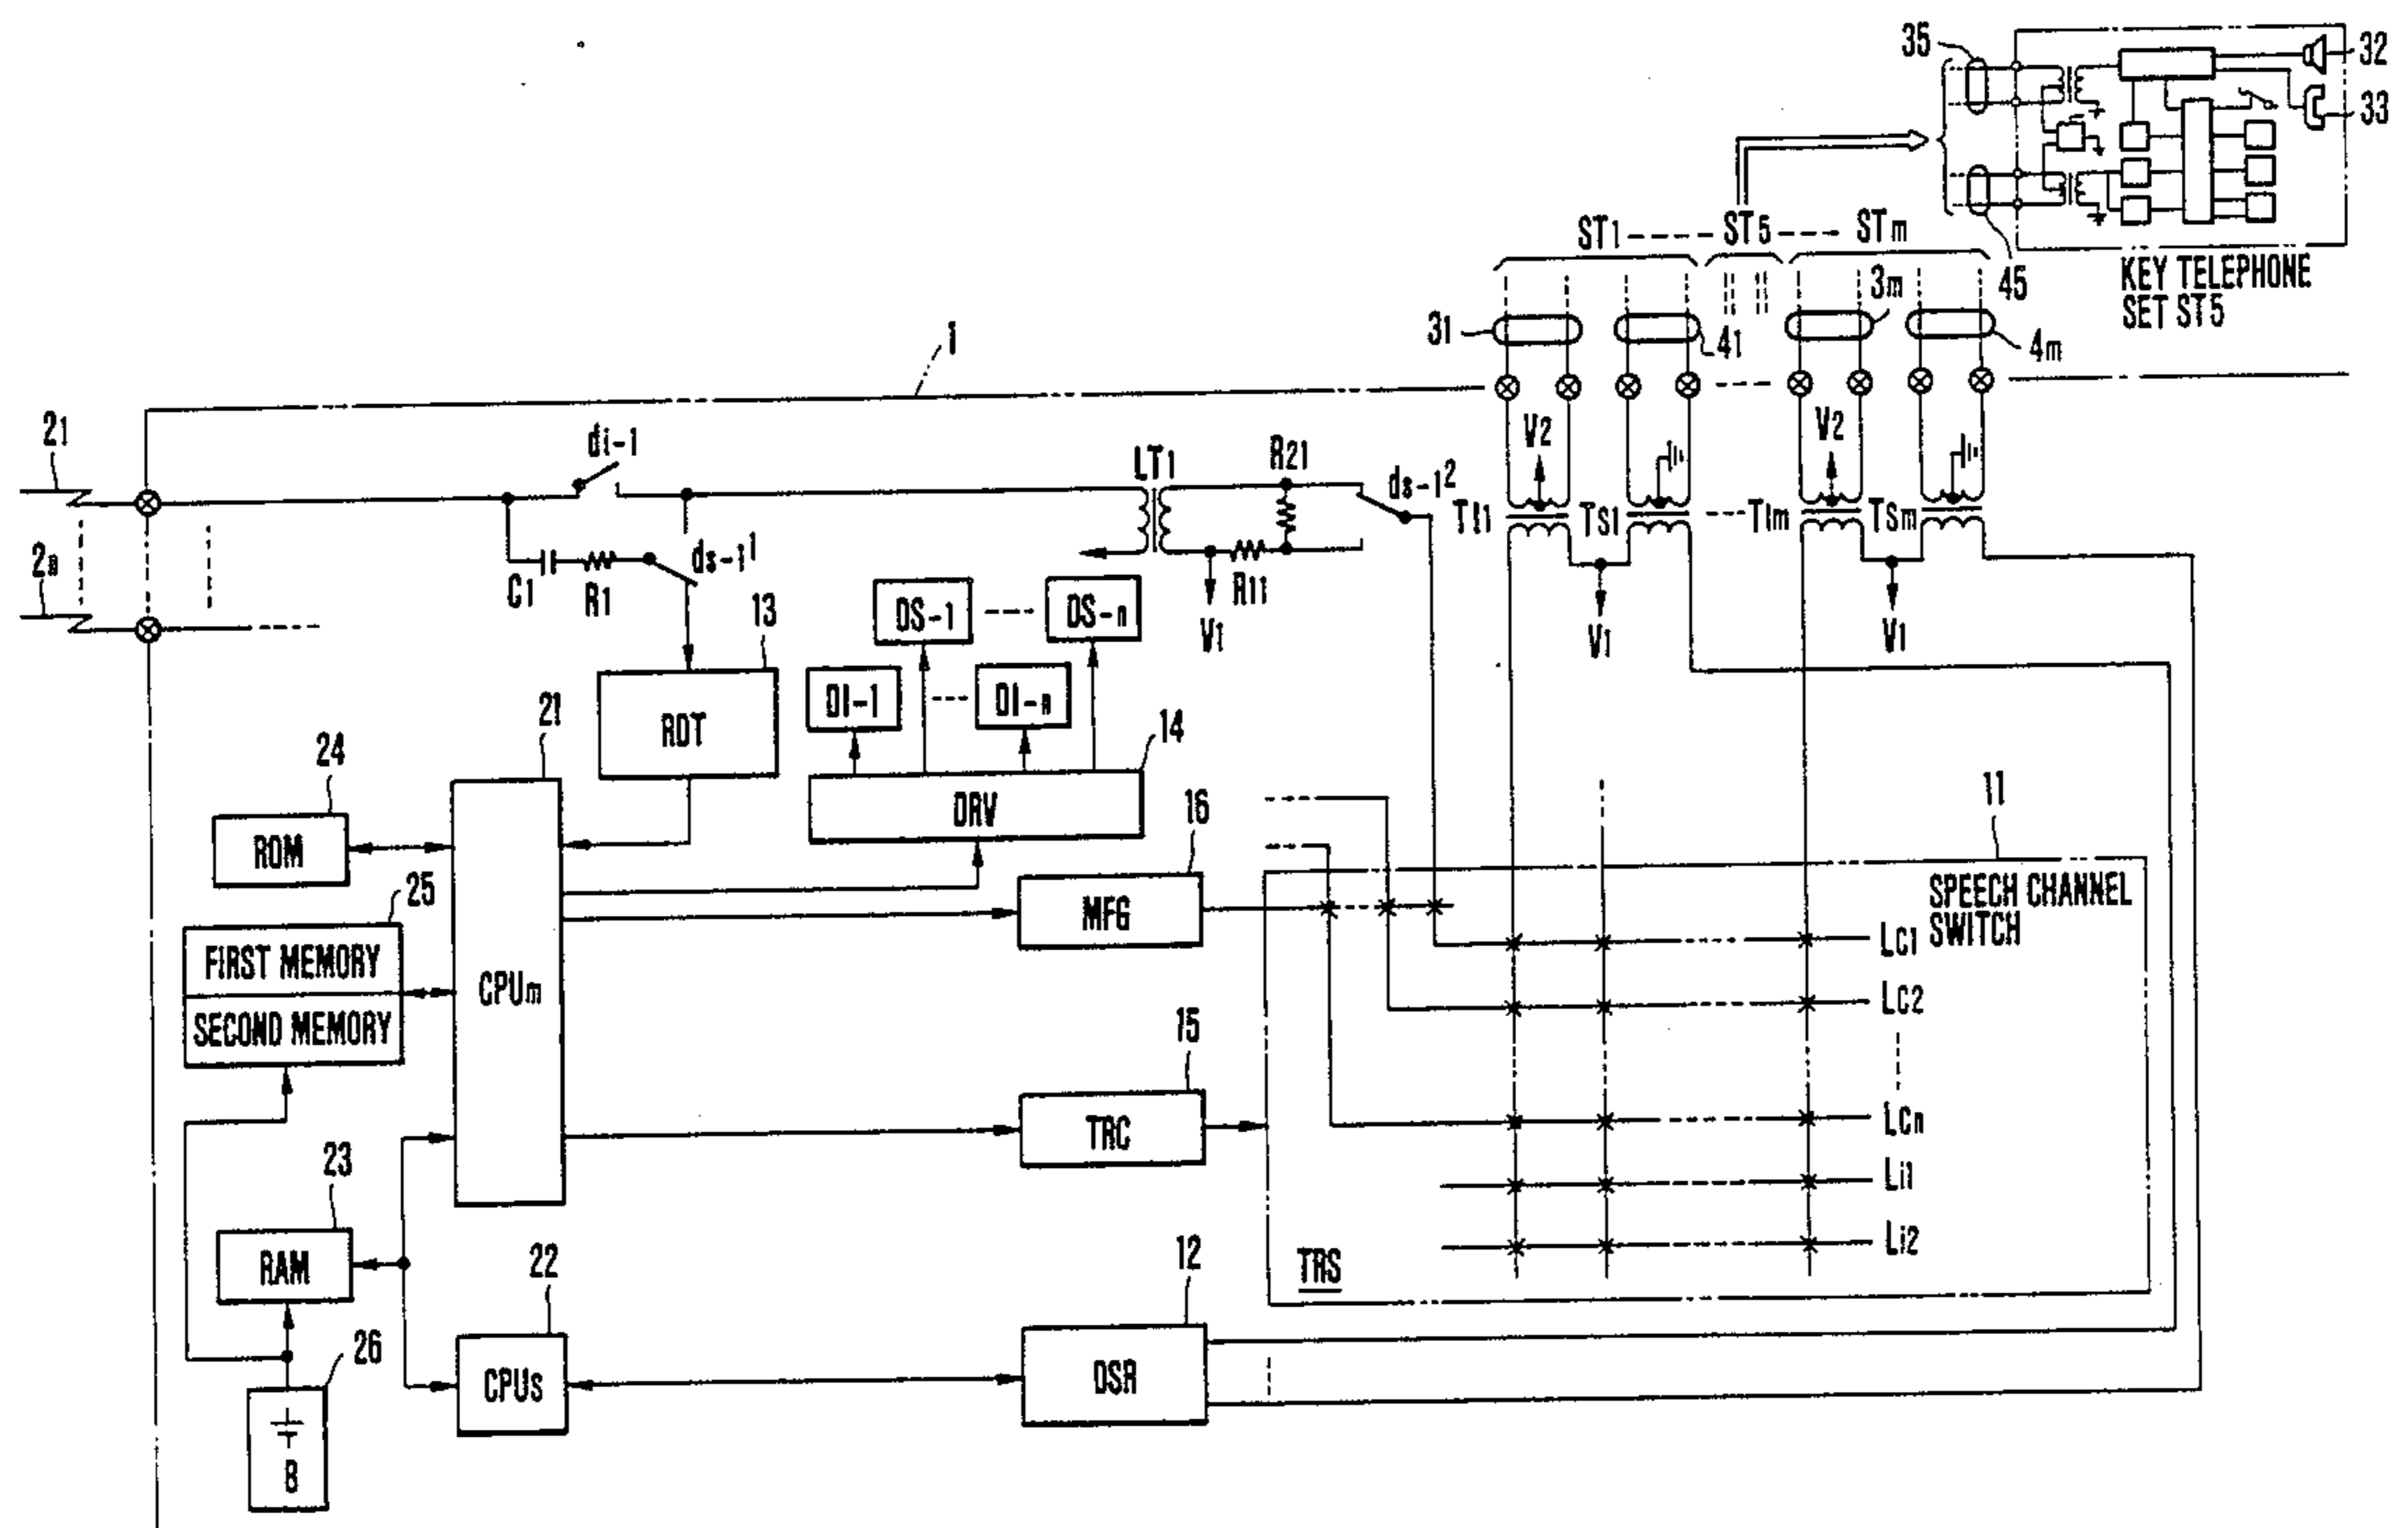 35
32
33
45
KEY TELEPHONE
SET ST5
ST1
ST5
STm
31
41
3m
4m
1
21
2n
di-1
LT1
R21
ds-1²
V2
V2
Tl1
TS1
Tlm
TSm
C1
R1
ds-1¹
R11
V1
V1
V1
13
DS-1
DS-n
DI-1
DI-n
RDT
14
DRV
21
24
ROM
16
MFG
11
SPEECH CHANNEL
SWITCH
25
FIRST MEMORY
SECOND MEMORY
CPUm
LC1
LC2
LCn
Li1
Li2
15
TRC
23
RAM
TRS
22
CPUs
12
DSR
26
B